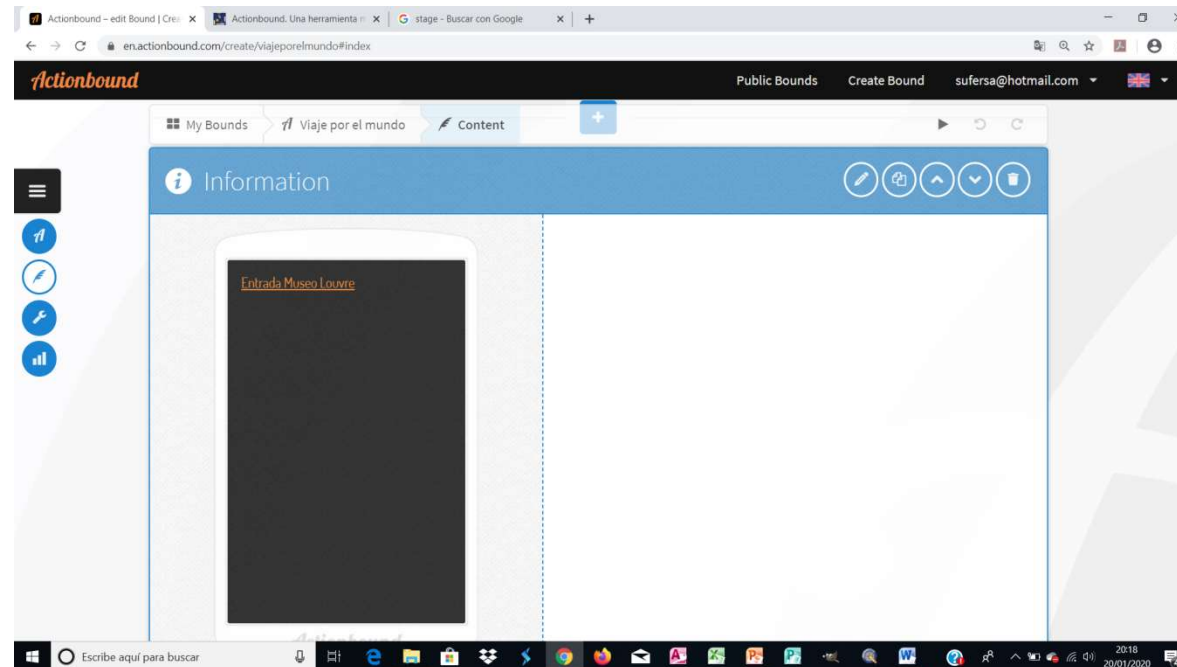 Actionbound – edit Bound | Crea
Actionbound. Una herramienta
stage - Buscar con Google
en.actionbound.com/create/viajeporelmundo#index
Actionbound
Public Bounds
Create Bound
sufersa@hotmail.com
My Bounds
Viaje por el mundo
Content
Information
Entrada Museo Louvre
Actionbound
Escribe aquí para buscar
20:18
20/01/2020